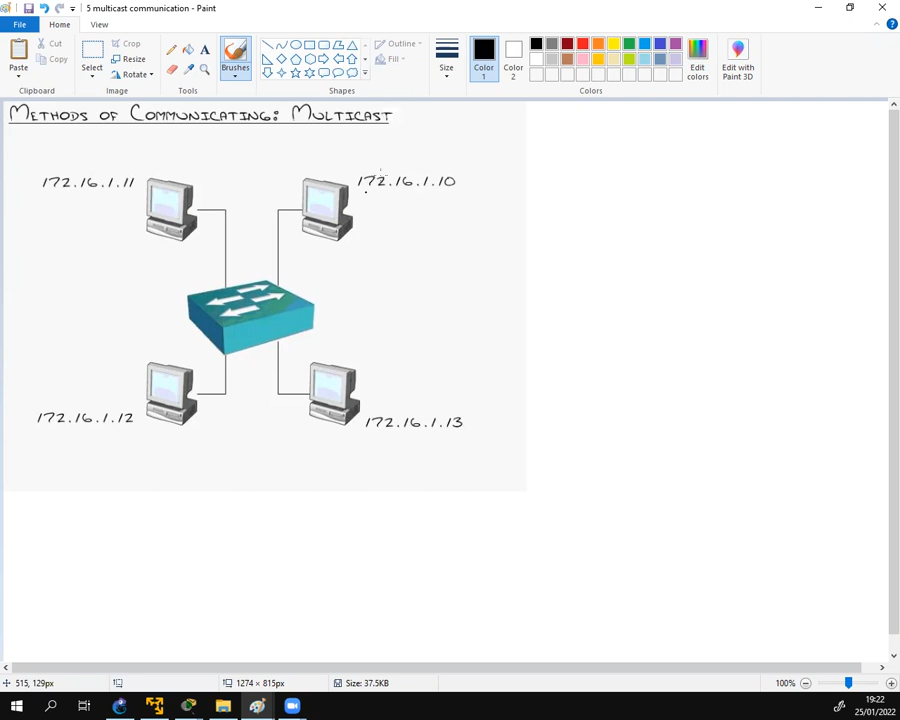 5 multicast communication - Paint
File Home View
Cut
Copy
Paste
Clipboard
Crop
Resize
Rotate
Select
Image
Tools
Brushes
Outline
Fill
Shapes
Size
Color 1
Color 2
Colors
Edit colors
Edit with Paint 3D
METHODS OF COMMUNICATING: MULTICAST
172.16.1.11
172.16.1.10
172.16.1.12
172.16.1.13
515, 129px
1274 × 815px
Size: 37.5KB
100%
19:22
25/01/2022